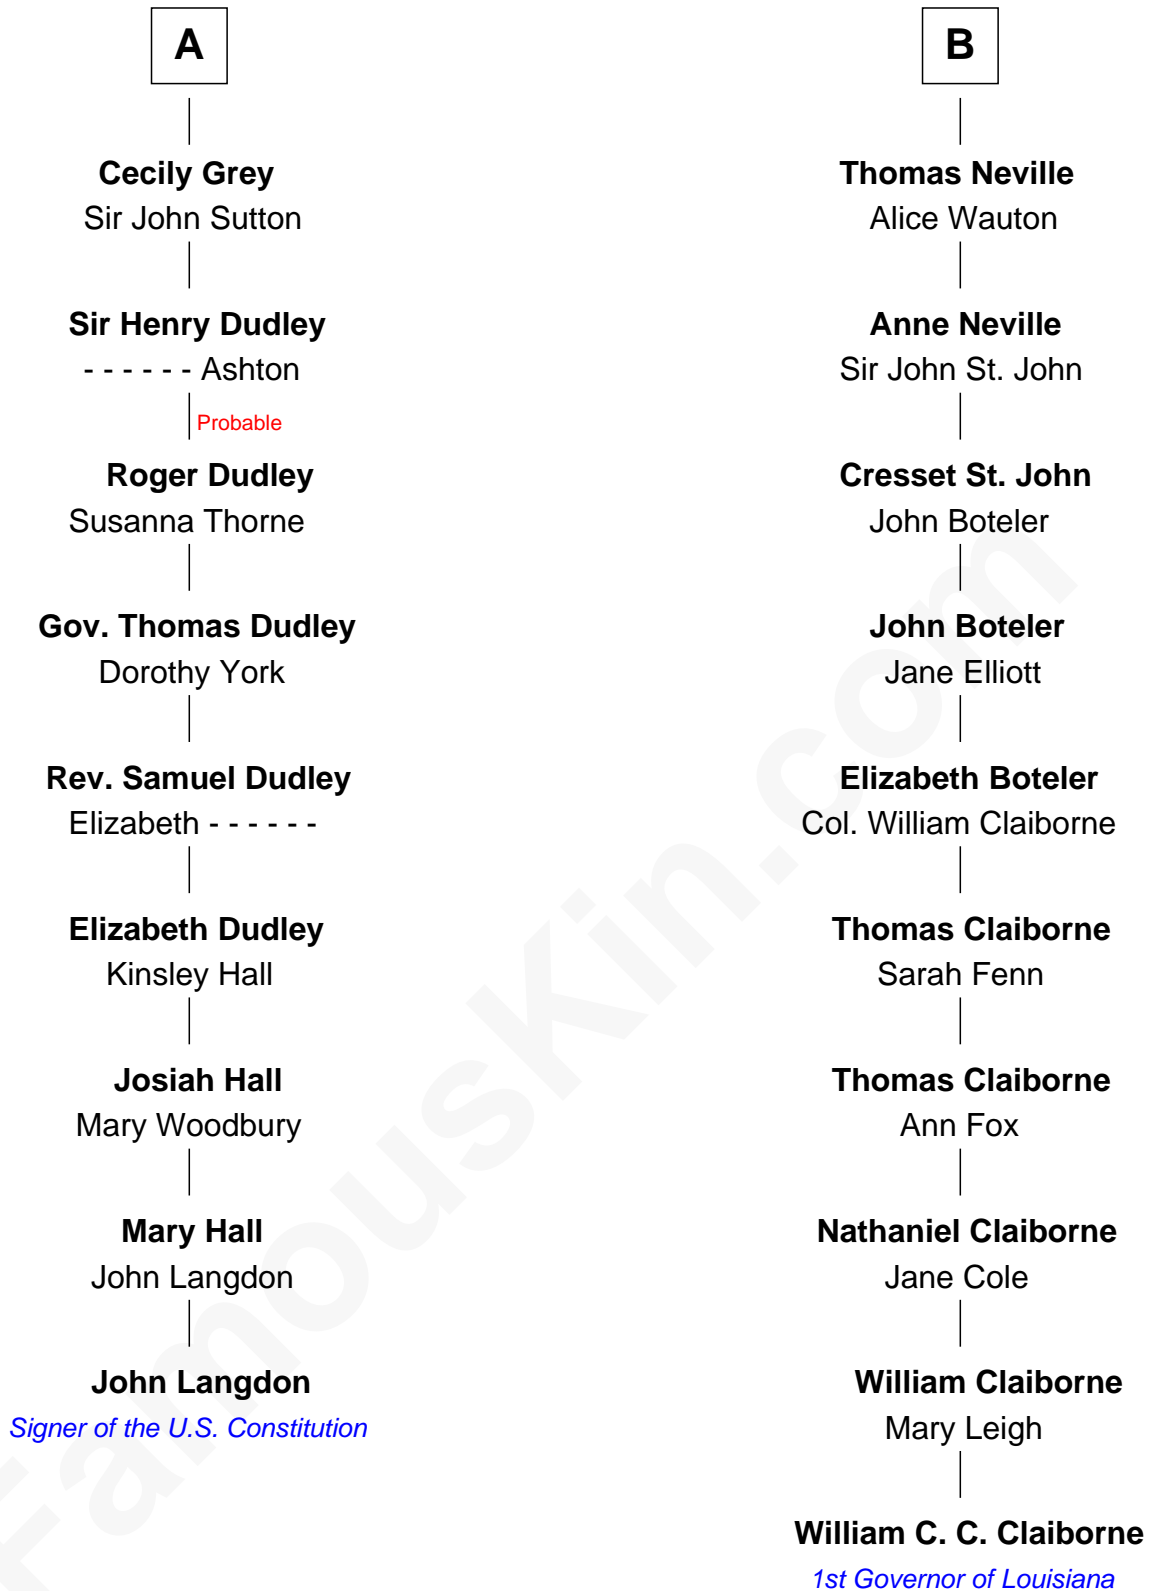 A
Cecily Grey
Sir John Sutton
Sir Henry Dudley
- - - - - - Ashton
Probable
Roger Dudley
Susanna Thorne
Gov. Thomas Dudley
Dorothy York
Rev. Samuel Dudley
Elizabeth - - - - - -
Elizabeth Dudley
Kinsley Hall
Josiah Hall
Mary Woodbury
Mary Hall
John Langdon
John Langdon
Signer of the U.S. Constitution
B
Thomas Neville
Alice Wauton
Anne Neville
Sir John St. John
Cresset St. John
John Boteler
John Boteler
Jane Elliott
Elizabeth Boteler
Col. William Claiborne
Thomas Claiborne
Sarah Fenn
Thomas Claiborne
Ann Fox
Nathaniel Claiborne
Jane Cole
William Claiborne
Mary Leigh
William C. C. Claiborne
1st Governor of Louisiana
FamousKin.com